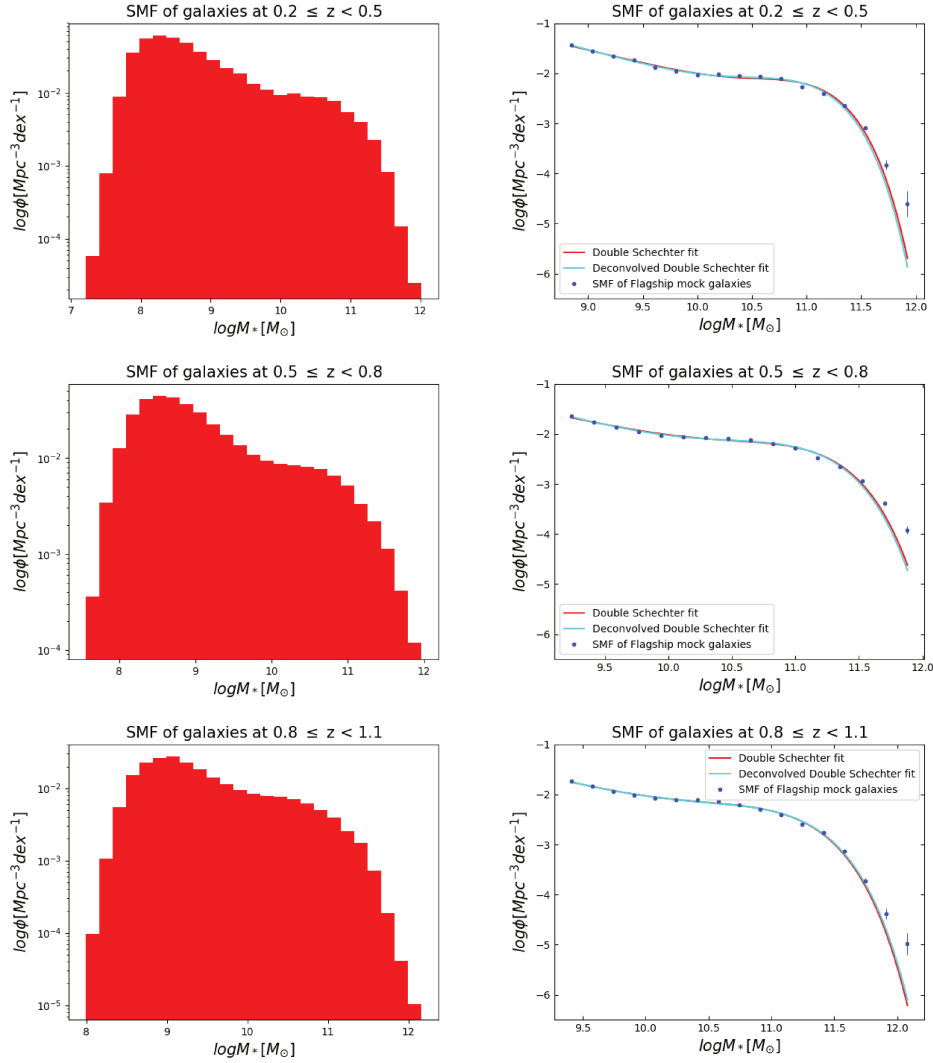 SMF of galaxies at 0.2 ≤ z < 0.5
logϕ[Mpc⁻³dex⁻¹]
10⁻²
10⁻³
10⁻⁴
7 8 9 10 11 12
logM*[M⊙]
SMF of galaxies at 0.2 ≤ z < 0.5
logϕ[Mpc⁻³dex⁻¹]
−1
−2
−3
−4
−5
−6
Double Schechter fit
Deconvolved Double Schechter fit
SMF of Flagship mock galaxies
9.0 9.5 10.0 10.5 11.0 11.5 12.0
logM*[M⊙]
SMF of galaxies at 0.5 ≤ z < 0.8
logϕ[Mpc⁻³dex⁻¹]
10⁻²
10⁻³
10⁻⁴
8 9 10 11 12
logM*[M⊙]
SMF of galaxies at 0.5 ≤ z < 0.8
logϕ[Mpc⁻³dex⁻¹]
−1
−2
−3
−4
−5
−6
Double Schechter fit
Deconvolved Double Schechter fit
SMF of Flagship mock galaxies
9.5 10.0 10.5 11.0 11.5 12.0
logM*[M⊙]
SMF of galaxies at 0.8 ≤ z < 1.1
logϕ[Mpc⁻³dex⁻¹]
10⁻²
10⁻³
10⁻⁴
10⁻⁵
8 9 10 11 12
logM*[M⊙]
SMF of galaxies at 0.8 ≤ z < 1.1
logϕ[Mpc⁻³dex⁻¹]
−1
−2
−3
−4
−5
−6
Double Schechter fit
Deconvolved Double Schechter fit
SMF of Flagship mock galaxies
9.5 10.0 10.5 11.0 11.5 12.0
logM*[M⊙]